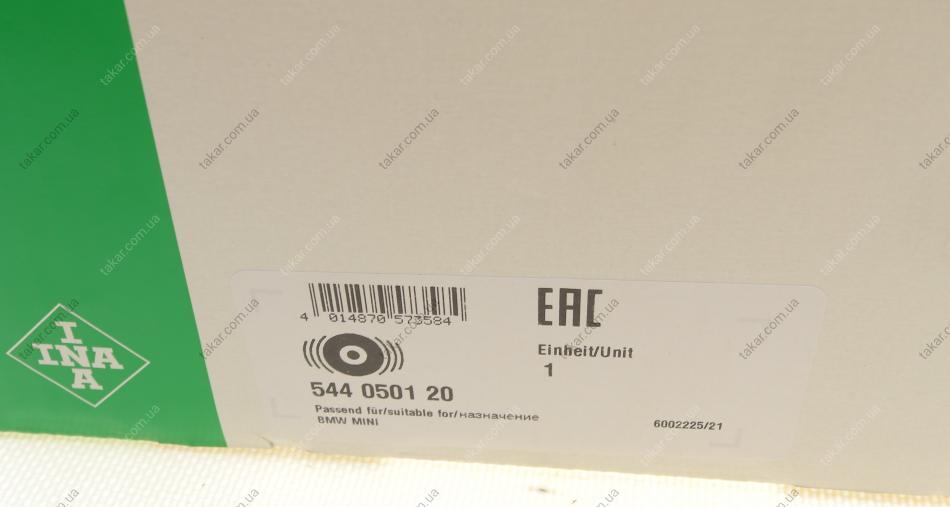 EAC
4 014870 573584
Einheit/Unit
1
544 0501 20
Passend für/suitable for/назначение
BMW MINI
6002225/21
I
INA
A
takar.com.ua